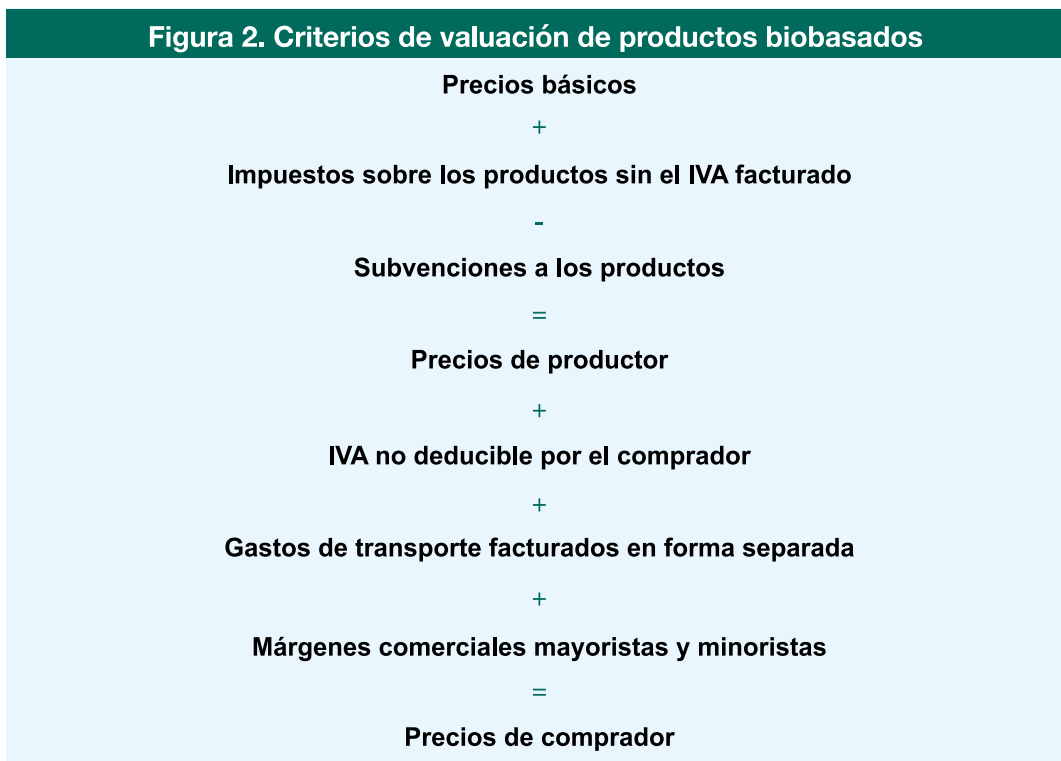 Figura 2. Criterios de valuación de productos biobasados
Precios básicos
+
Impuestos sobre los productos sin el IVA facturado
-
Subvenciones a los productos
=
Precios de productor
+
IVA no deducible por el comprador
+
Gastos de transporte facturados en forma separada
+
Márgenes comerciales mayoristas y minoristas
=
Precios de comprador